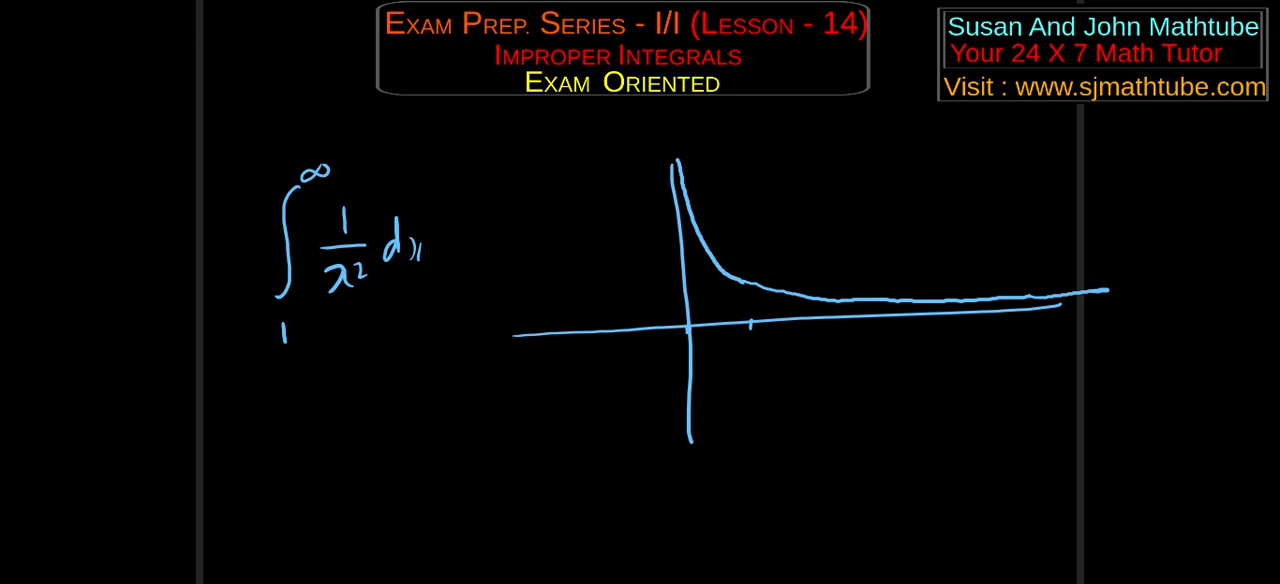 Exam Prep. Series - I/I (Lesson - 14)
Improper Integrals
Exam Oriented
Susan And John Mathtube
Your 24 X 7 Math Tutor
Visit : www.sjmathtube.com
∞
∫ 1/x² dx
1